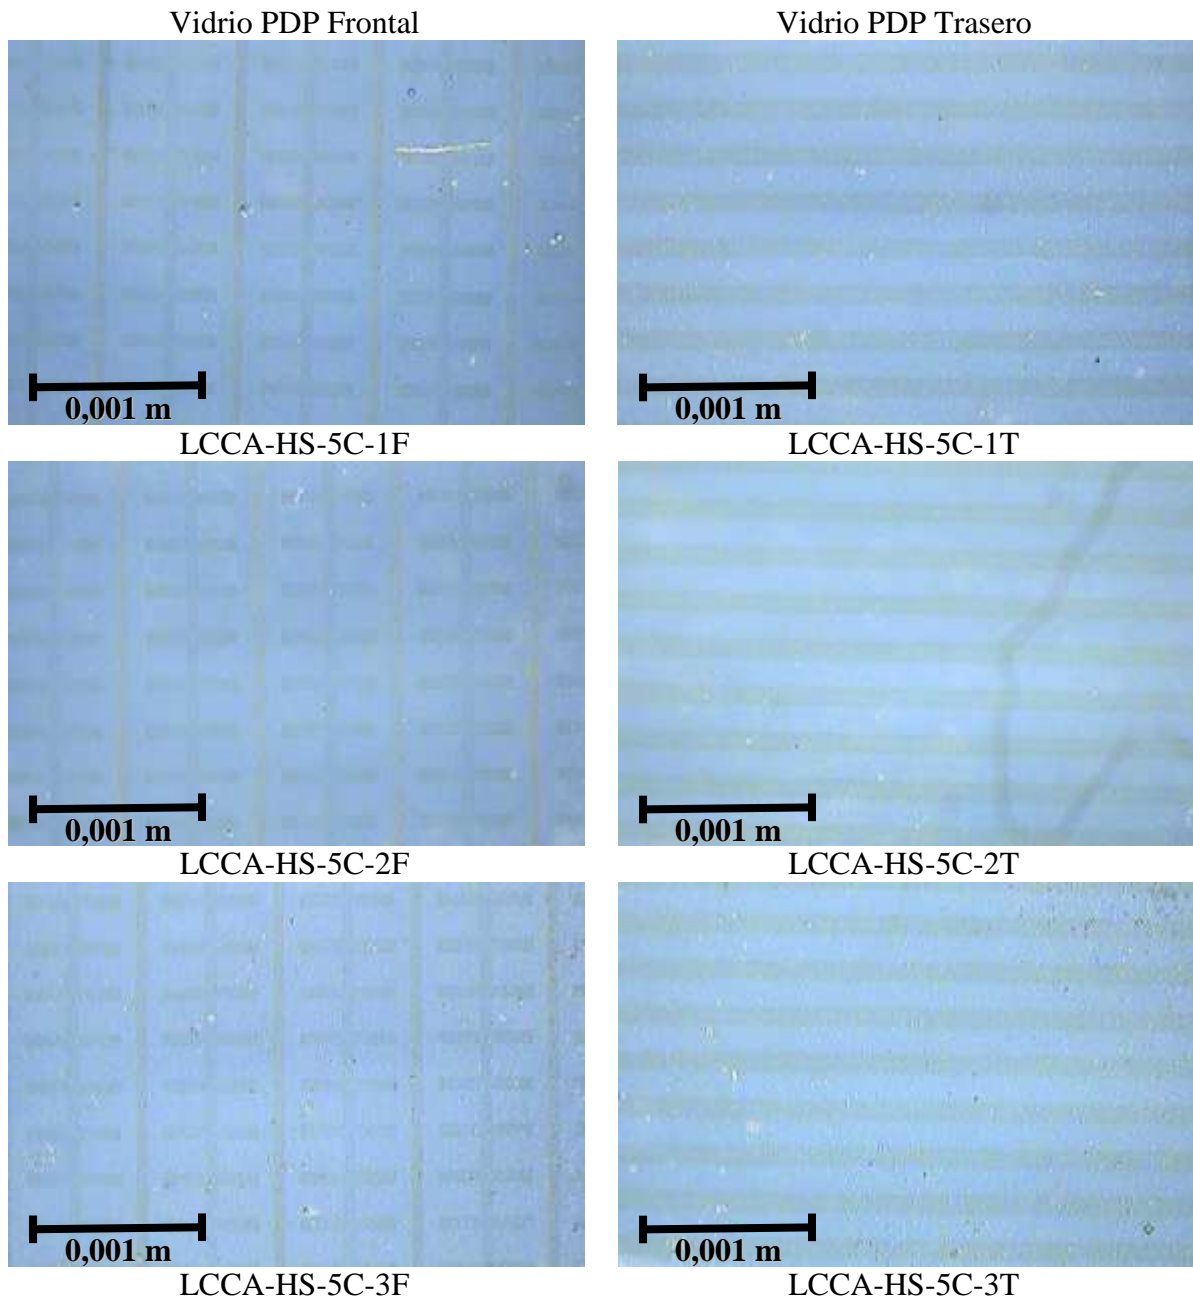 Vidrio PDP Frontal
Vidrio PDP Trasero
0,001 m
0,001 m
LCCA-HS-5C-1F
LCCA-HS-5C-1T
0,001 m
0,001 m
LCCA-HS-5C-2F
LCCA-HS-5C-2T
0,001 m
0,001 m
LCCA-HS-5C-3F
LCCA-HS-5C-3T